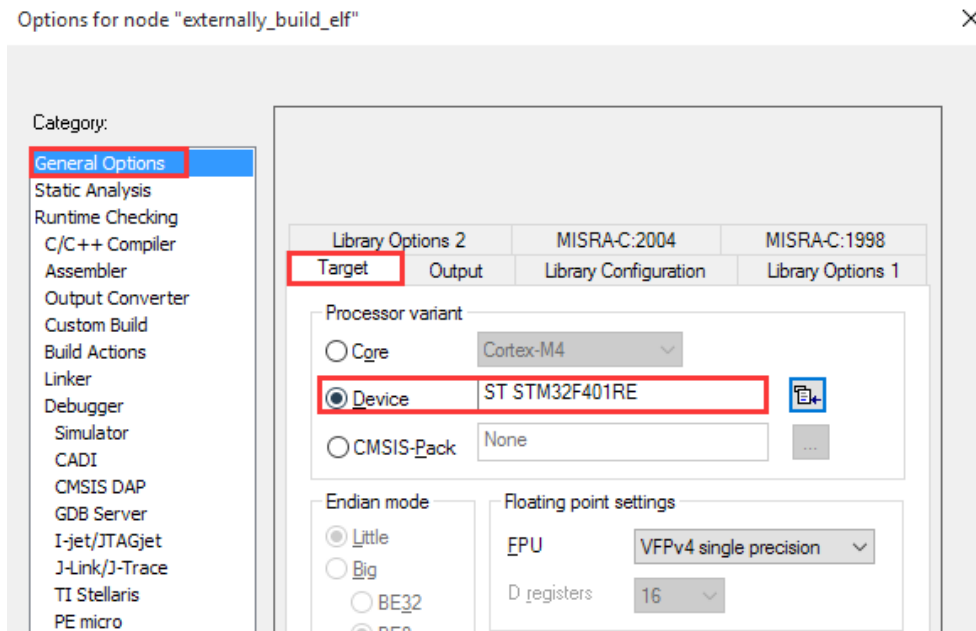 Options for node "externally_build_elf"
Category:
General Options
Static Analysis
Runtime Checking
C/C++ Compiler
Assembler
Output Converter
Custom Build
Build Actions
Linker
Debugger
Simulator
CADI
CMSIS DAP
GDB Server
I-jet/JTAGjet
J-Link/J-Trace
TI Stellaris
PE micro
Library Options 2 MISRA-C:2004 MISRA-C:1998
Target Output Library Configuration Library Options 1
Processor variant
Core Cortex-M4
Device ST STM32F401RE
CMSIS-Pack None ...
Endian mode
Little
Big
BE32
Floating point settings
FPU VFPv4 single precision
D registers 16